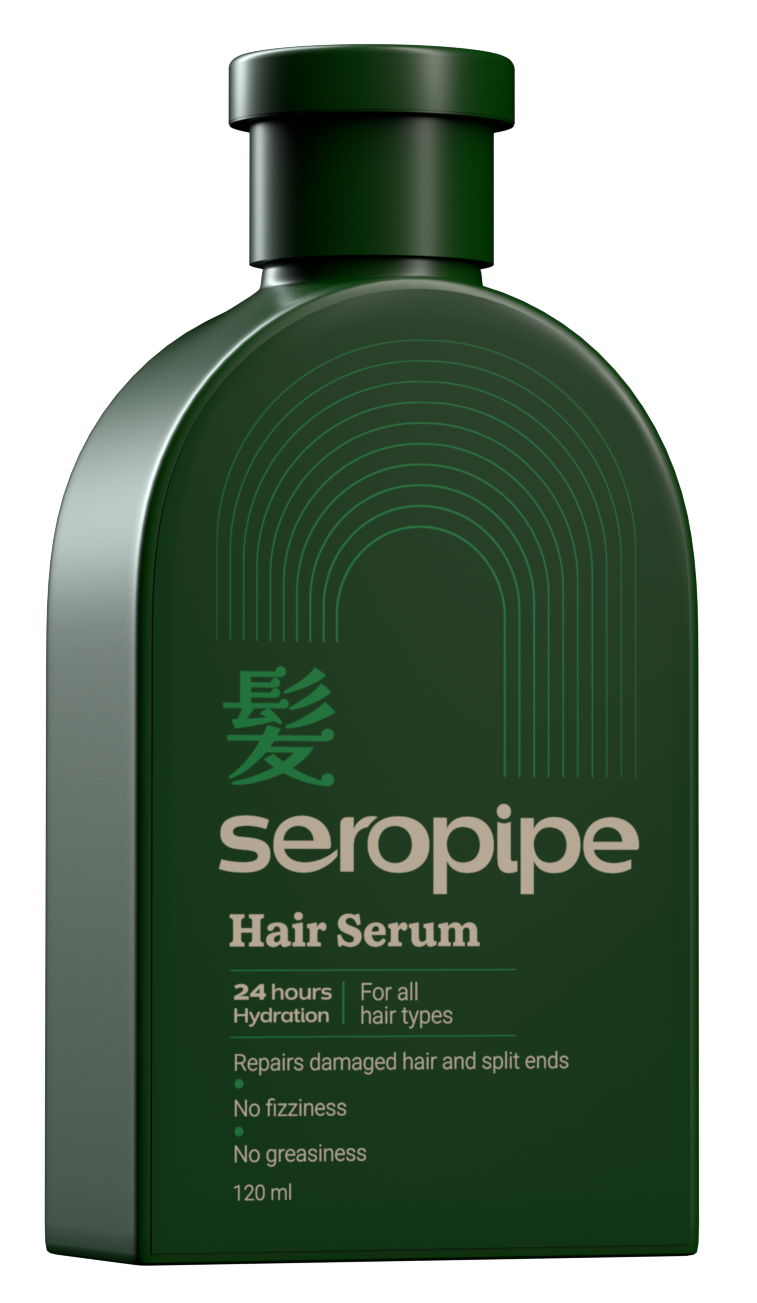 髪
seropipe
Hair Serum
24 hours
Hydration
For all
hair types
Repairs damaged hair and split ends
No fizziness
No greasiness
120 ml